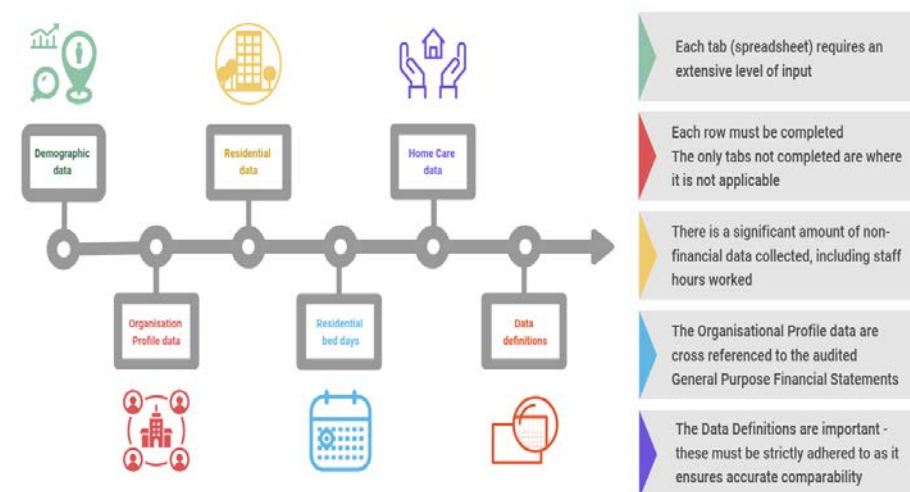 Demographic
data
Residential
data
Home Care
data
Organisation
Profile data
Residential
bed days
Data
definitions
Each tab (spreadsheet) requires an
extensive level of input
Each row must be completed
The only tabs not completed are where
it is not applicable
There is a significant amount of non-
financial data collected, including staff
hours worked
The Organisational Profile data are
cross referenced to the audited
General Purpose Financial Statements
The Data Definitions are important -
these must be strictly adhered to as it
ensures accurate comparability